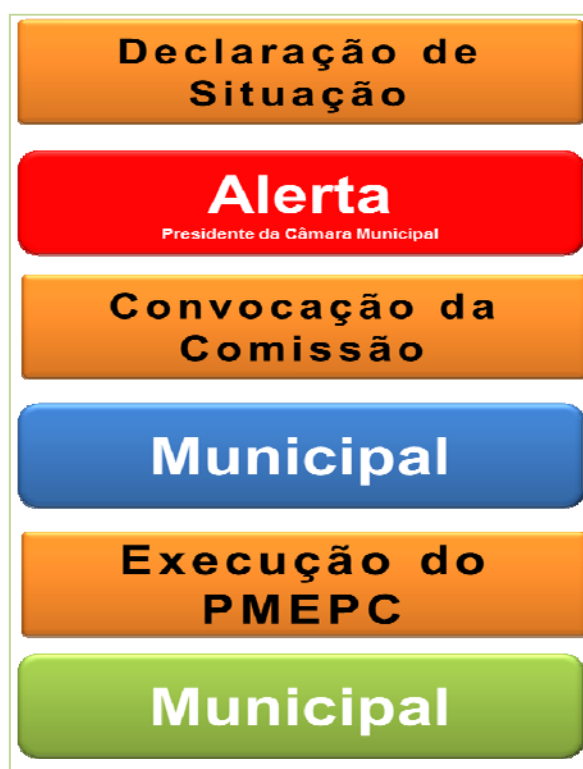 Declaração de
Situação
Alerta
Presidente da Câmara Municipal
Convocação da
Comissão
Municipal
Execução do
PMEPC
Municipal